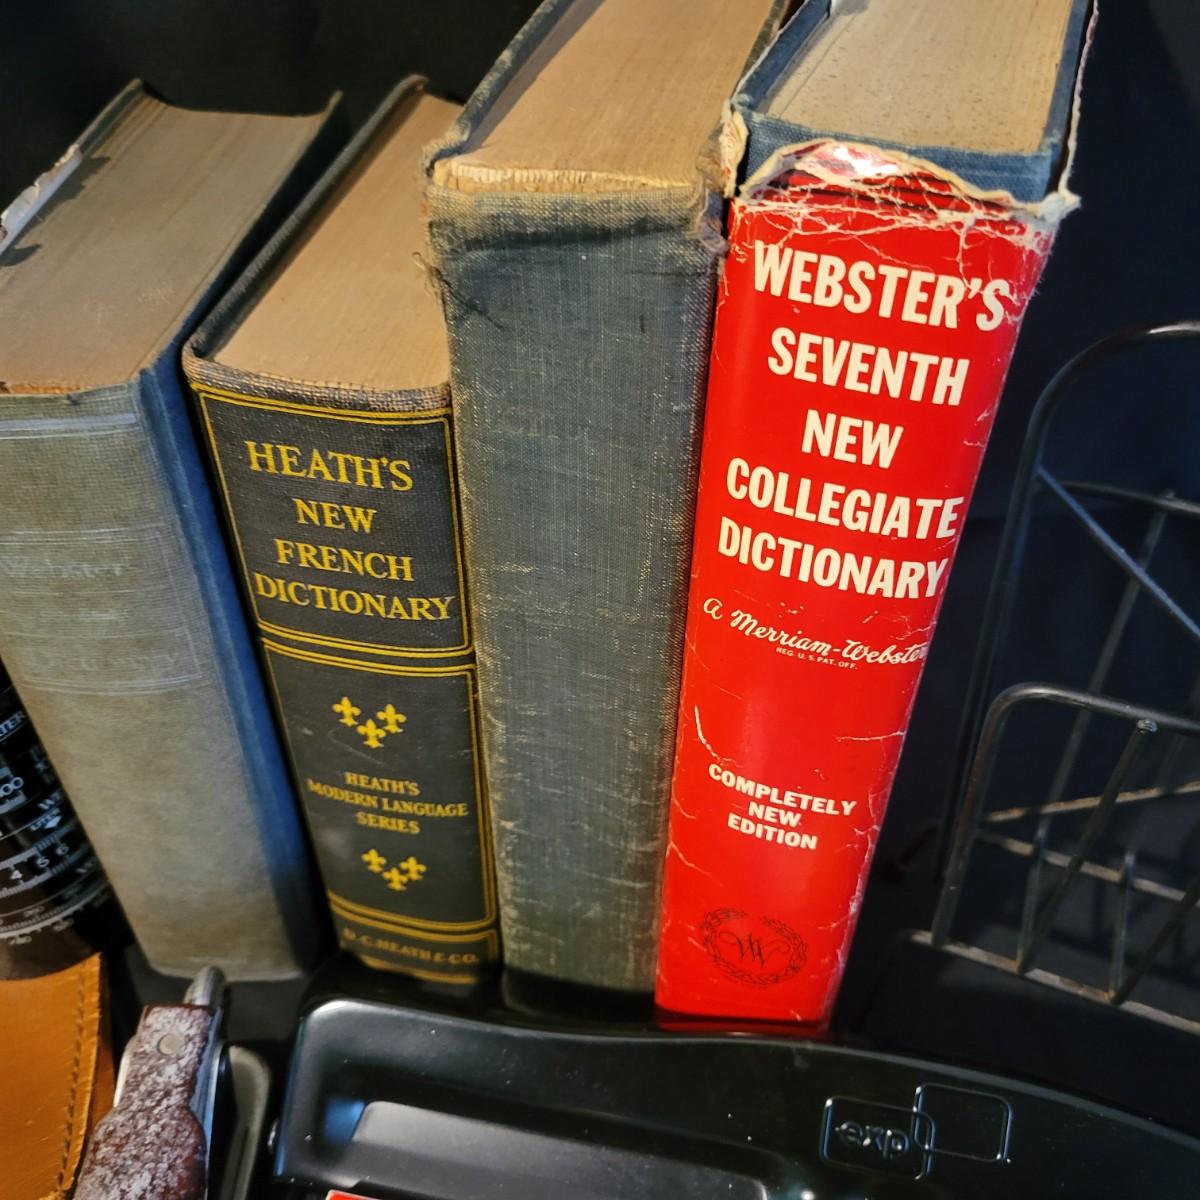 HEATH'S
NEW
FRENCH
DICTIONARY
HEATH'S
MODERN LANGUAGE
SERIES
D.C. HEATH & CO.
WEBSTER'S
SEVENTH
NEW
COLLEGIATE
DICTIONARY
A Merriam-Webster
REG. U.S. PAT. OFF.
COMPLETELY
NEW
EDITION
W
exp